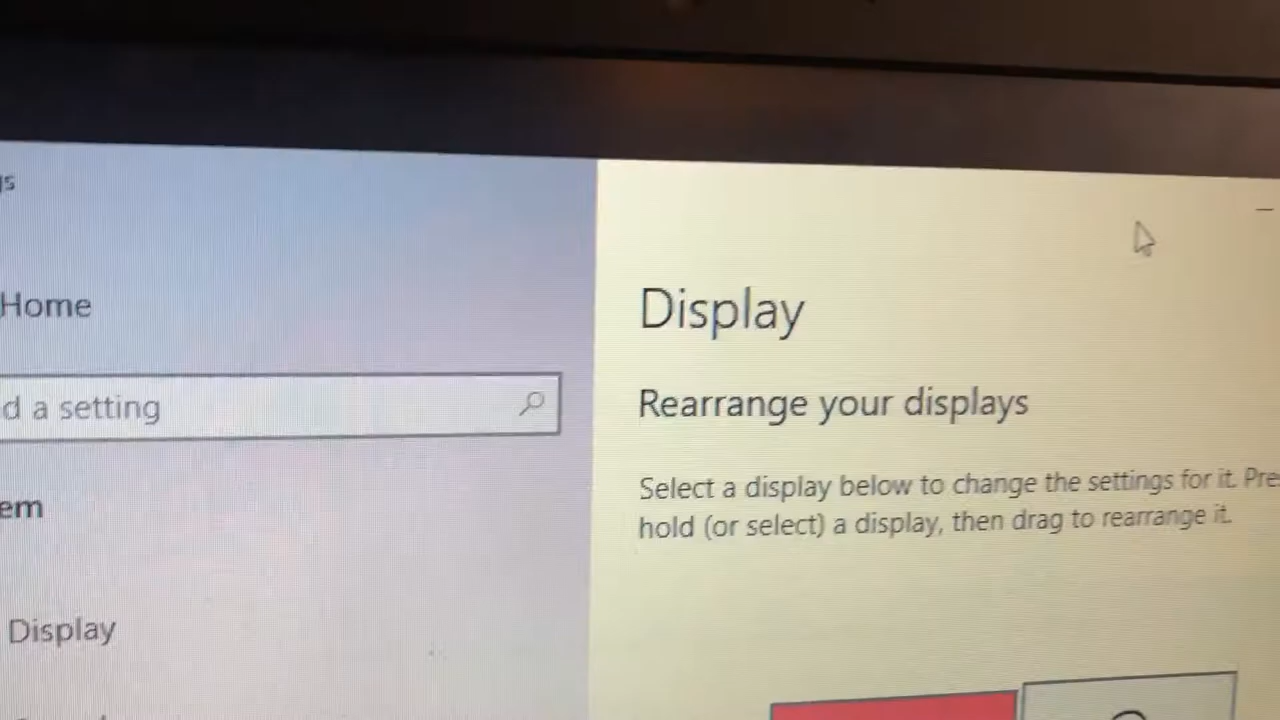 gs
Home
d a setting
em
Display
Display
Rearrange your displays
Select a display below to change the settings for it. Pre
hold (or select) a display, then drag to rearrange it.